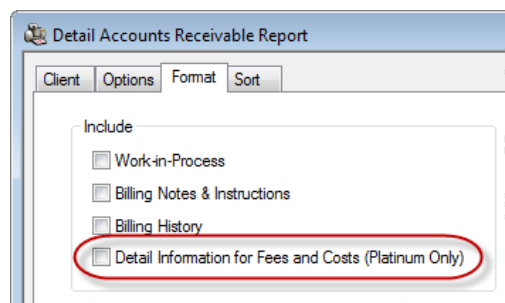 Detail Accounts Receivable Report
Client Options Format Sort
Include
Work-in-Process
Billing Notes & Instructions
Billing History
Detail Information for Fees and Costs (Platinum Only)